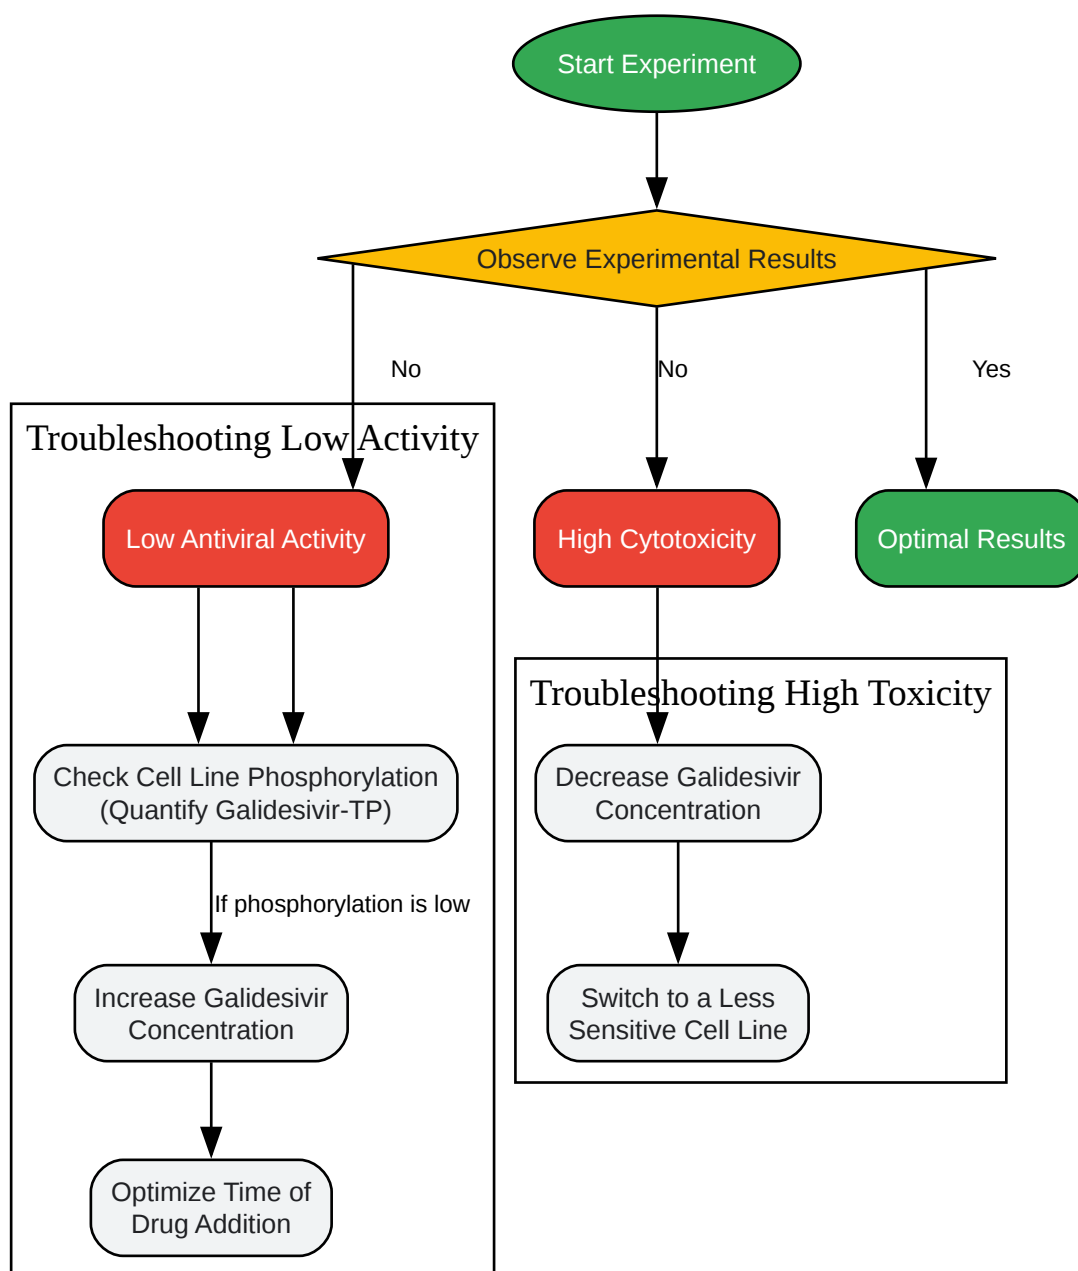 Start Experiment
Observe Experimental Results
No
No
Yes
Troubleshooting Low Activity
Low Antiviral Activity
High Cytotoxicity
Optimal Results
Troubleshooting High Toxicity
Check Cell Line Phosphorylation
(Quantify Galidesivir-TP)
Decrease Galidesivir
Concentration
If phosphorylation is low
Increase Galidesivir
Concentration
Switch to a Less
Sensitive Cell Line
Optimize Time of
Drug Addition